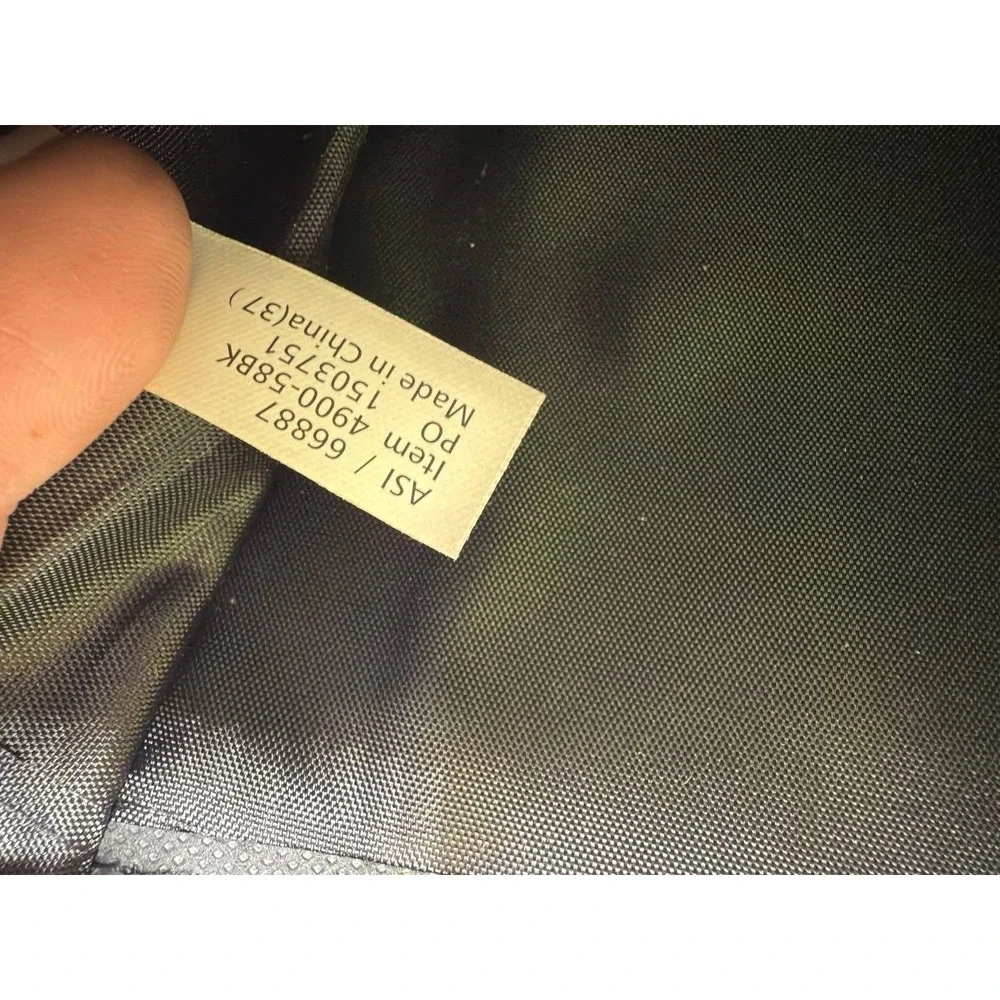 ASI / 66887
Item 4900-58BK
PO 1503751
Made in China(37)